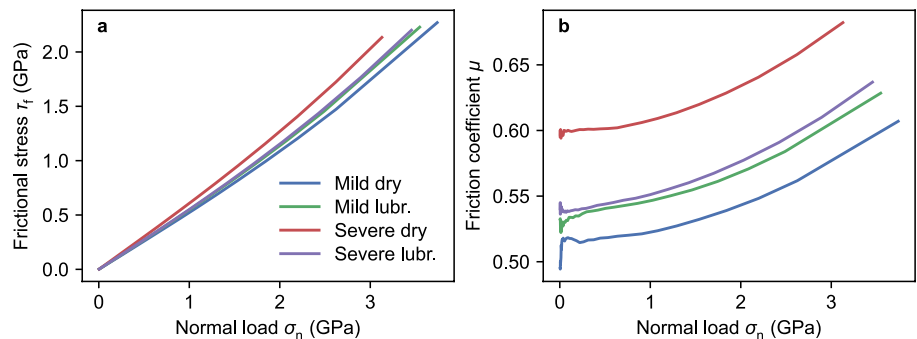 a
Frictional stress τf (GPa)
2.0
1.5
1.0
0.5
0.0
Mild dry
Mild lubr.
Severe dry
Severe lubr.
0 1 2 3
Normal load σn (GPa)
b
Friction coefficient μ
0.65
0.60
0.55
0.50
0 1 2 3
Normal load σn (GPa)